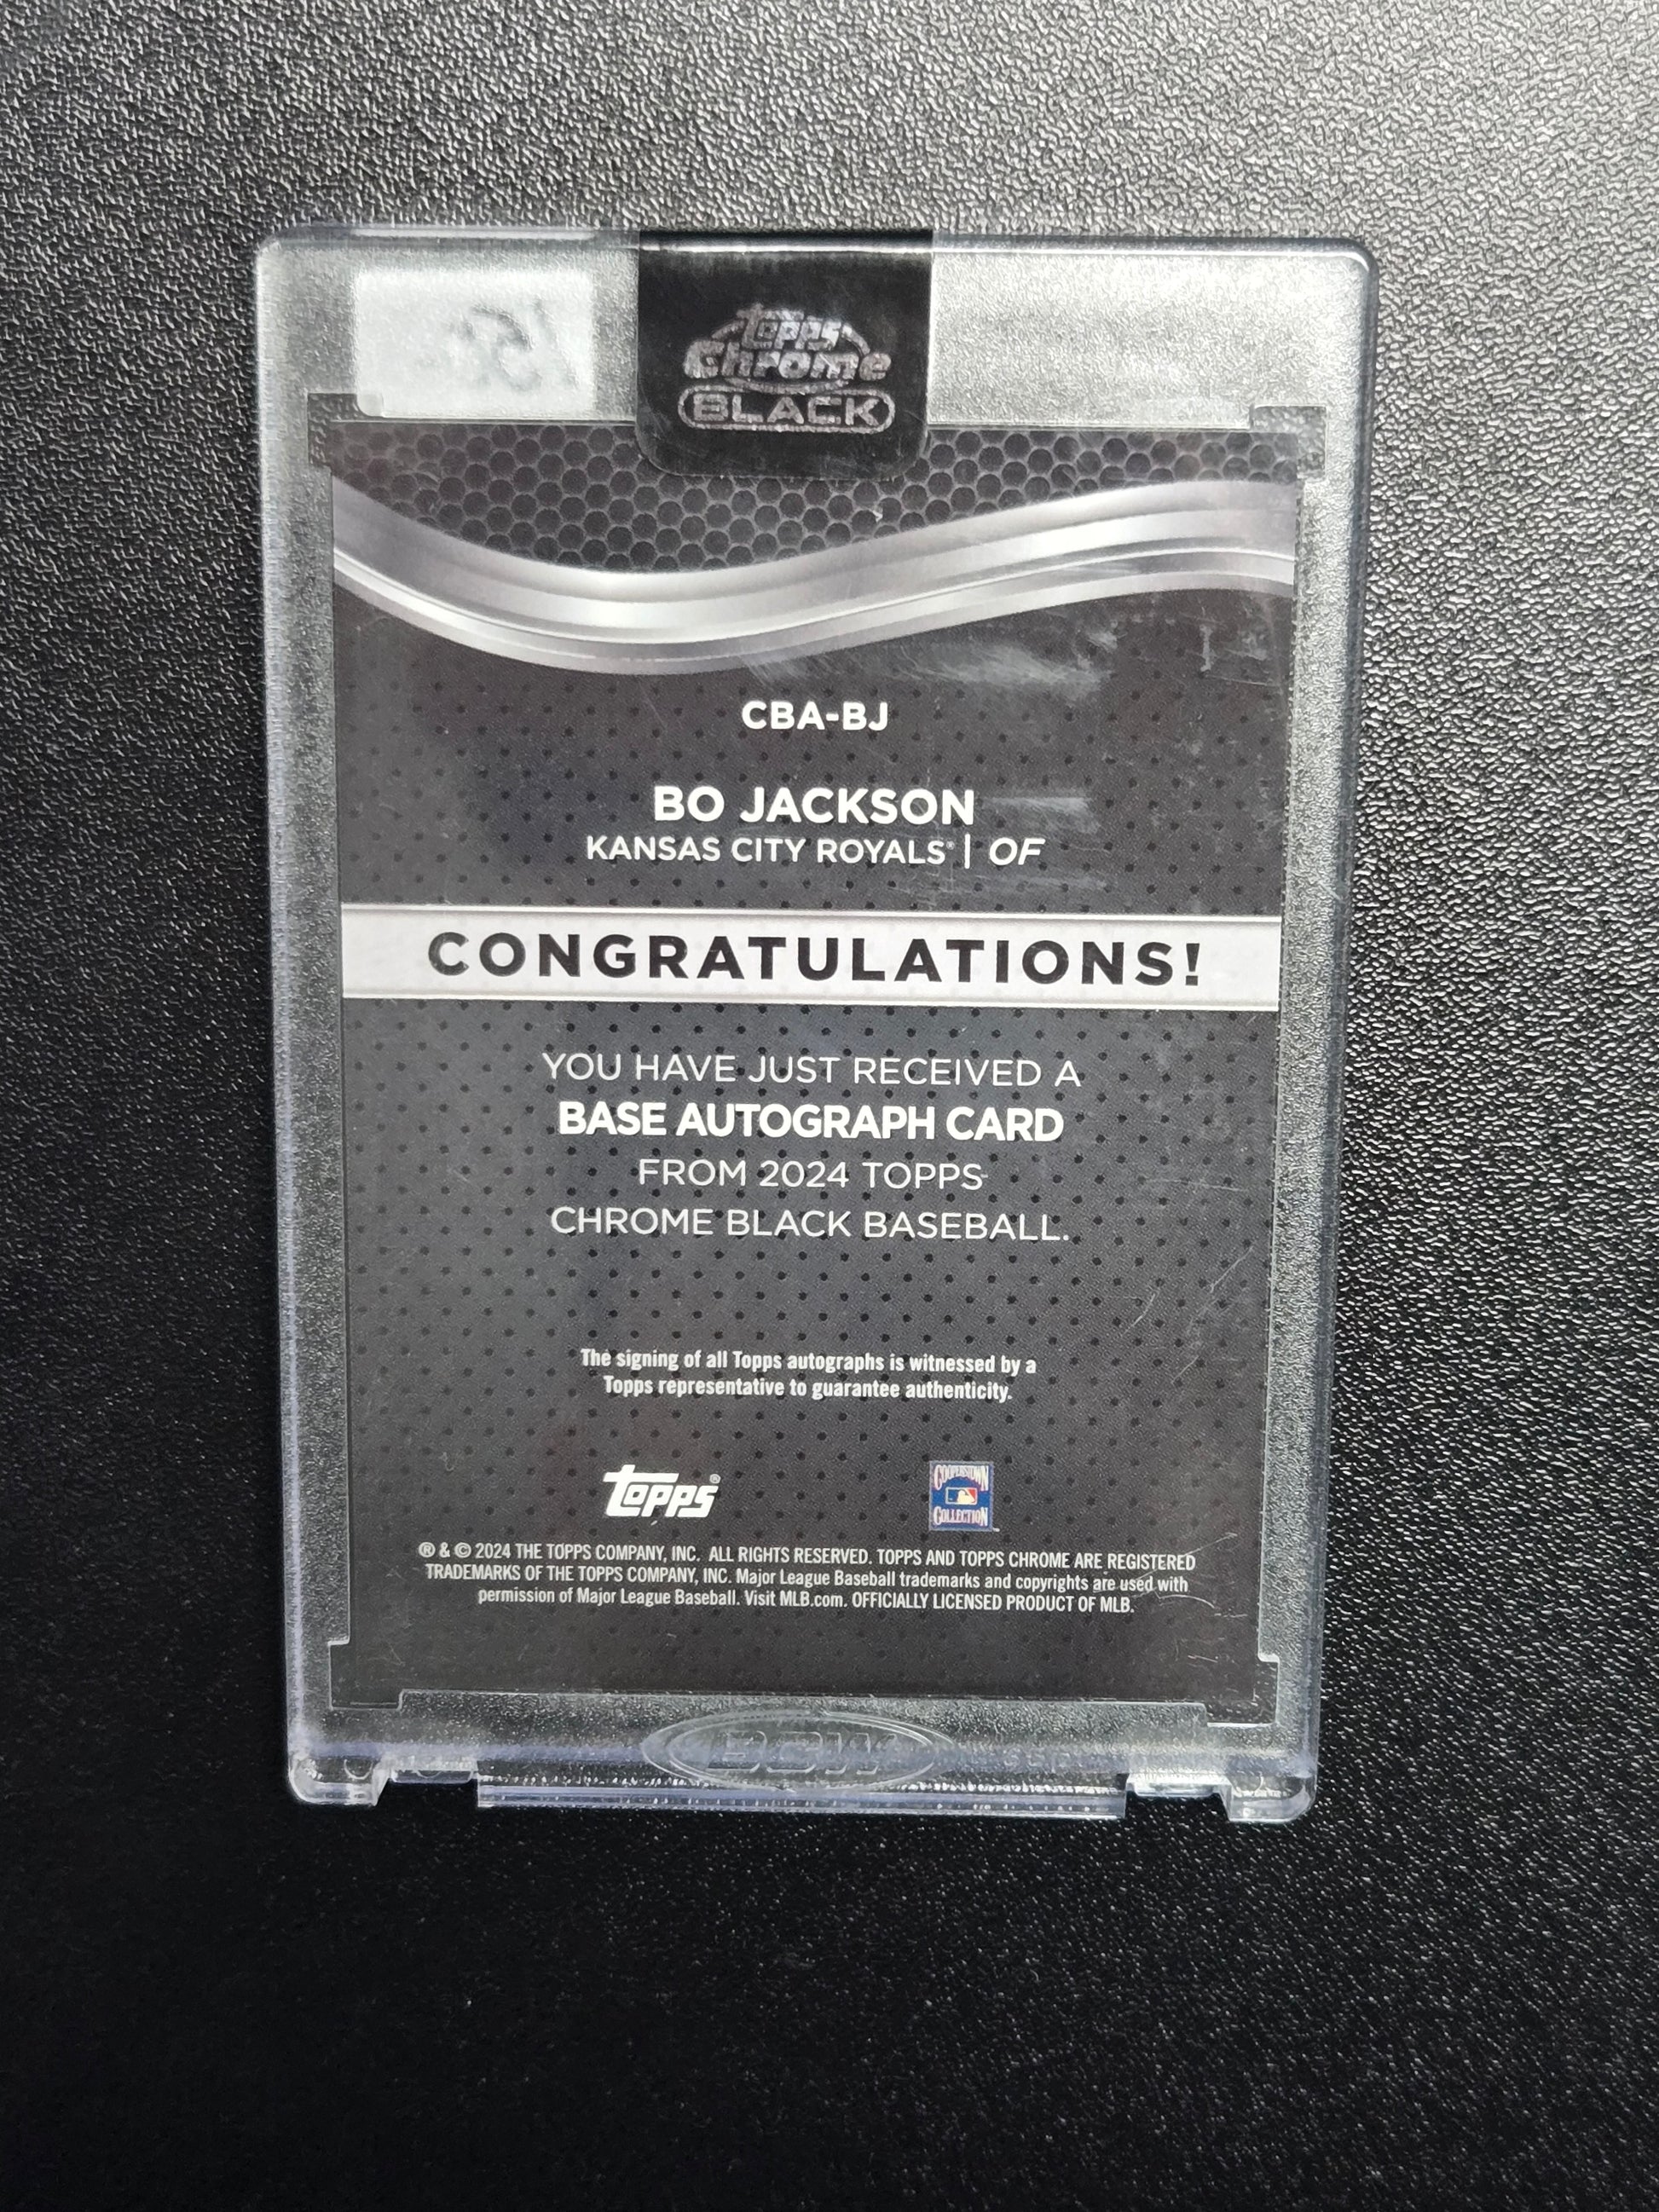 Topps
Chrome
BLACK
CBA-BJ
BO JACKSON
KANSAS CITY ROYALS® | OF
CONGRATULATIONS!
YOU HAVE JUST RECEIVED A
BASE AUTOGRAPH CARD
FROM 2024 TOPPS
CHROME BLACK BASEBALL.
The signing of all Topps autographs is witnessed by a
Topps representative to guarantee authenticity.
Topps®
COOPERSTOWN
COLLECTION
® & © 2024 THE TOPPS COMPANY, INC. ALL RIGHTS RESERVED. TOPPS AND TOPPS CHROME ARE REGISTERED
TRADEMARKS OF THE TOPPS COMPANY, INC. Major League Baseball trademarks and copyrights are used with
permission of Major League Baseball. Visit MLB.com. OFFICIALLY LICENSED PRODUCT OF MLB.